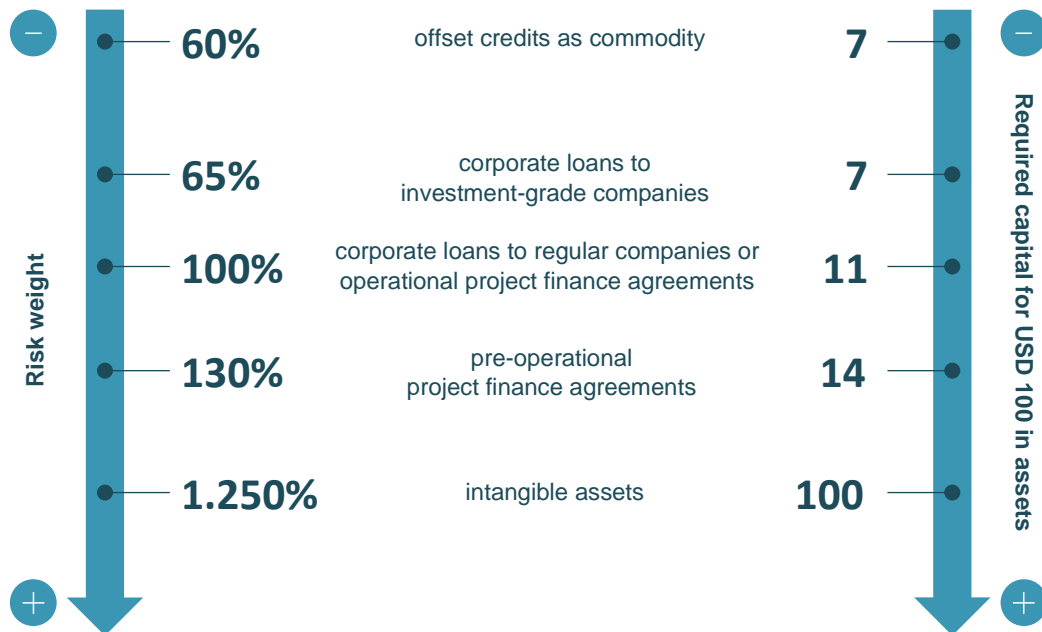 60%
offset credits as commodity
7
65%
corporate loans to
investment-grade companies
7
Risk weight
100%
corporate loans to regular companies or
operational project finance agreements
11
130%
pre-operational
project finance agreements
14
1.250%
intangible assets
100
Required capital for USD 100 in assets